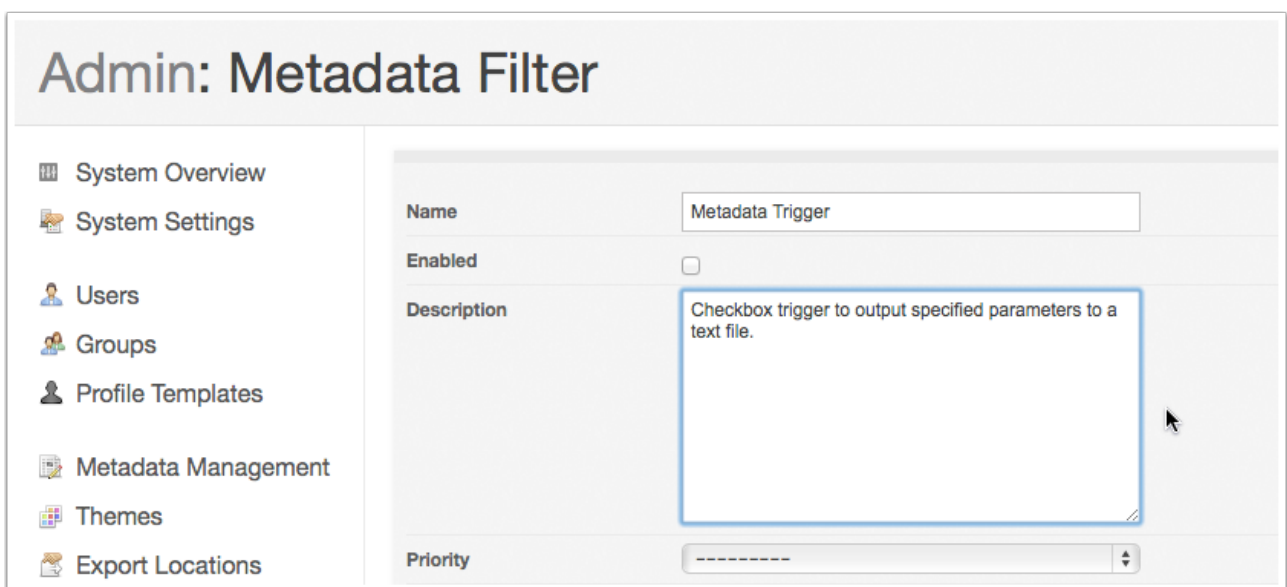 Admin: Metadata Filter
System Overview
System Settings
Users
Groups
Profile Templates
Metadata Management
Themes
Export Locations
Name
Metadata Trigger
Enabled
Description
Checkbox trigger to output specified parameters to a
text file.
Priority
---------